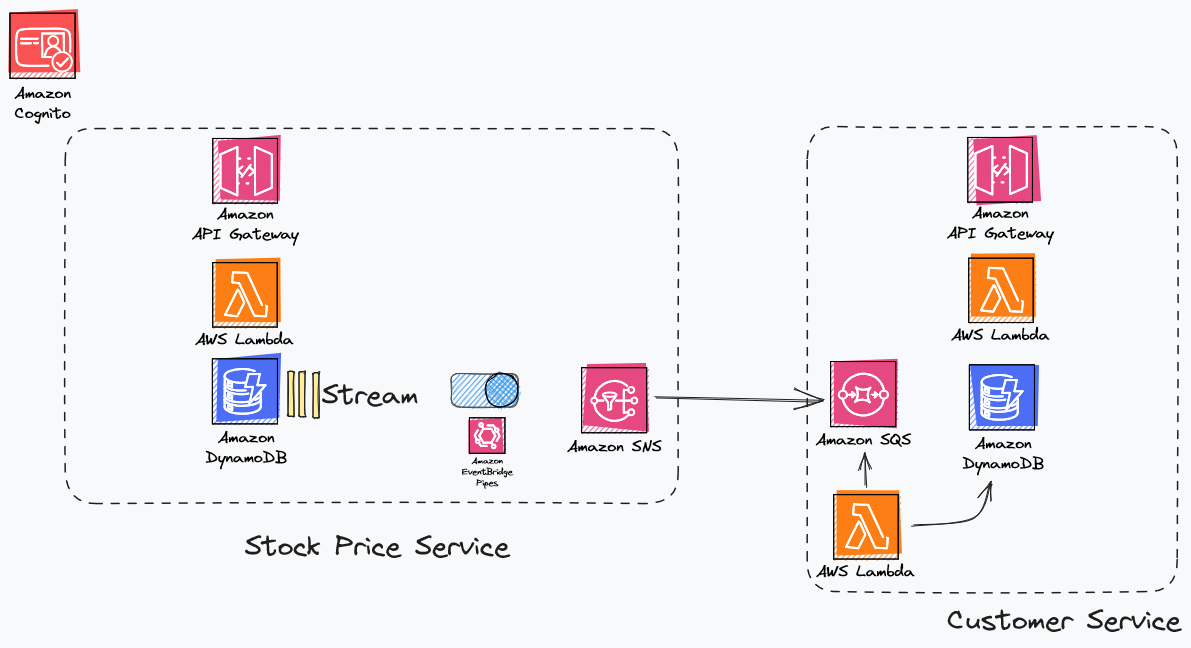 Amazon
Cognito
Amazon
API Gateway
AWS Lambda
Amazon
DynamoDB
Stream
Amazon
EventBridge
Pipes
Amazon SNS
Stock Price Service
Amazon
API Gateway
AWS Lambda
Amazon SQS
Amazon
DynamoDB
AWS Lambda
Customer Service